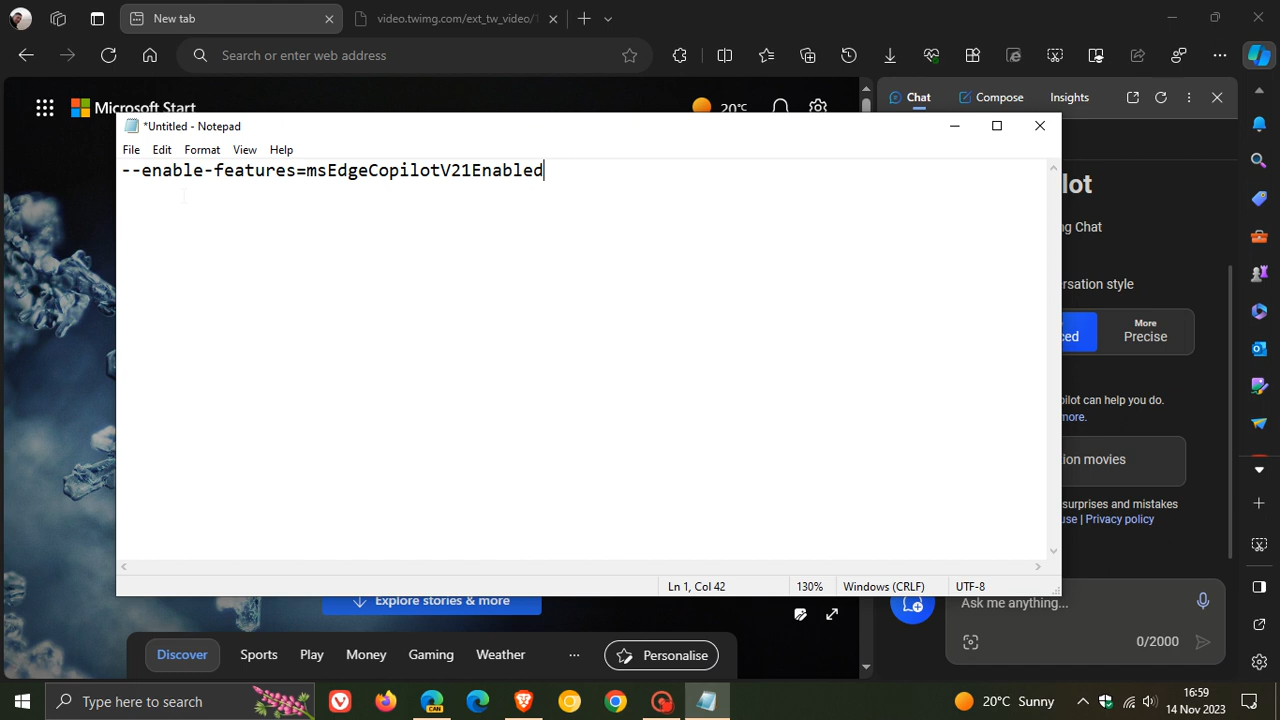 New tab
video.twimg.com/ext_tw_video/
Search or enter web address
Microsoft Start
20°C
Chat
Compose
Insights
*Untitled - Notepad
File Edit Format View Help
--enable-features=msEdgeCopilotV21Enabled
lot
ng Chat
ersation style
ced
More
Precise
pilot can help you do.
more.
ion movies
surprises and mistakes
use | Privacy policy
Ln 1, Col 42
130%
Windows (CRLF)
UTF-8
Explore stories & more
Ask me anything...
0/2000
Discover
Sports
Play
Money
Gaming
Weather
...
Personalise
Type here to search
CAN
20°C Sunny
16:59
14 Nov 2023